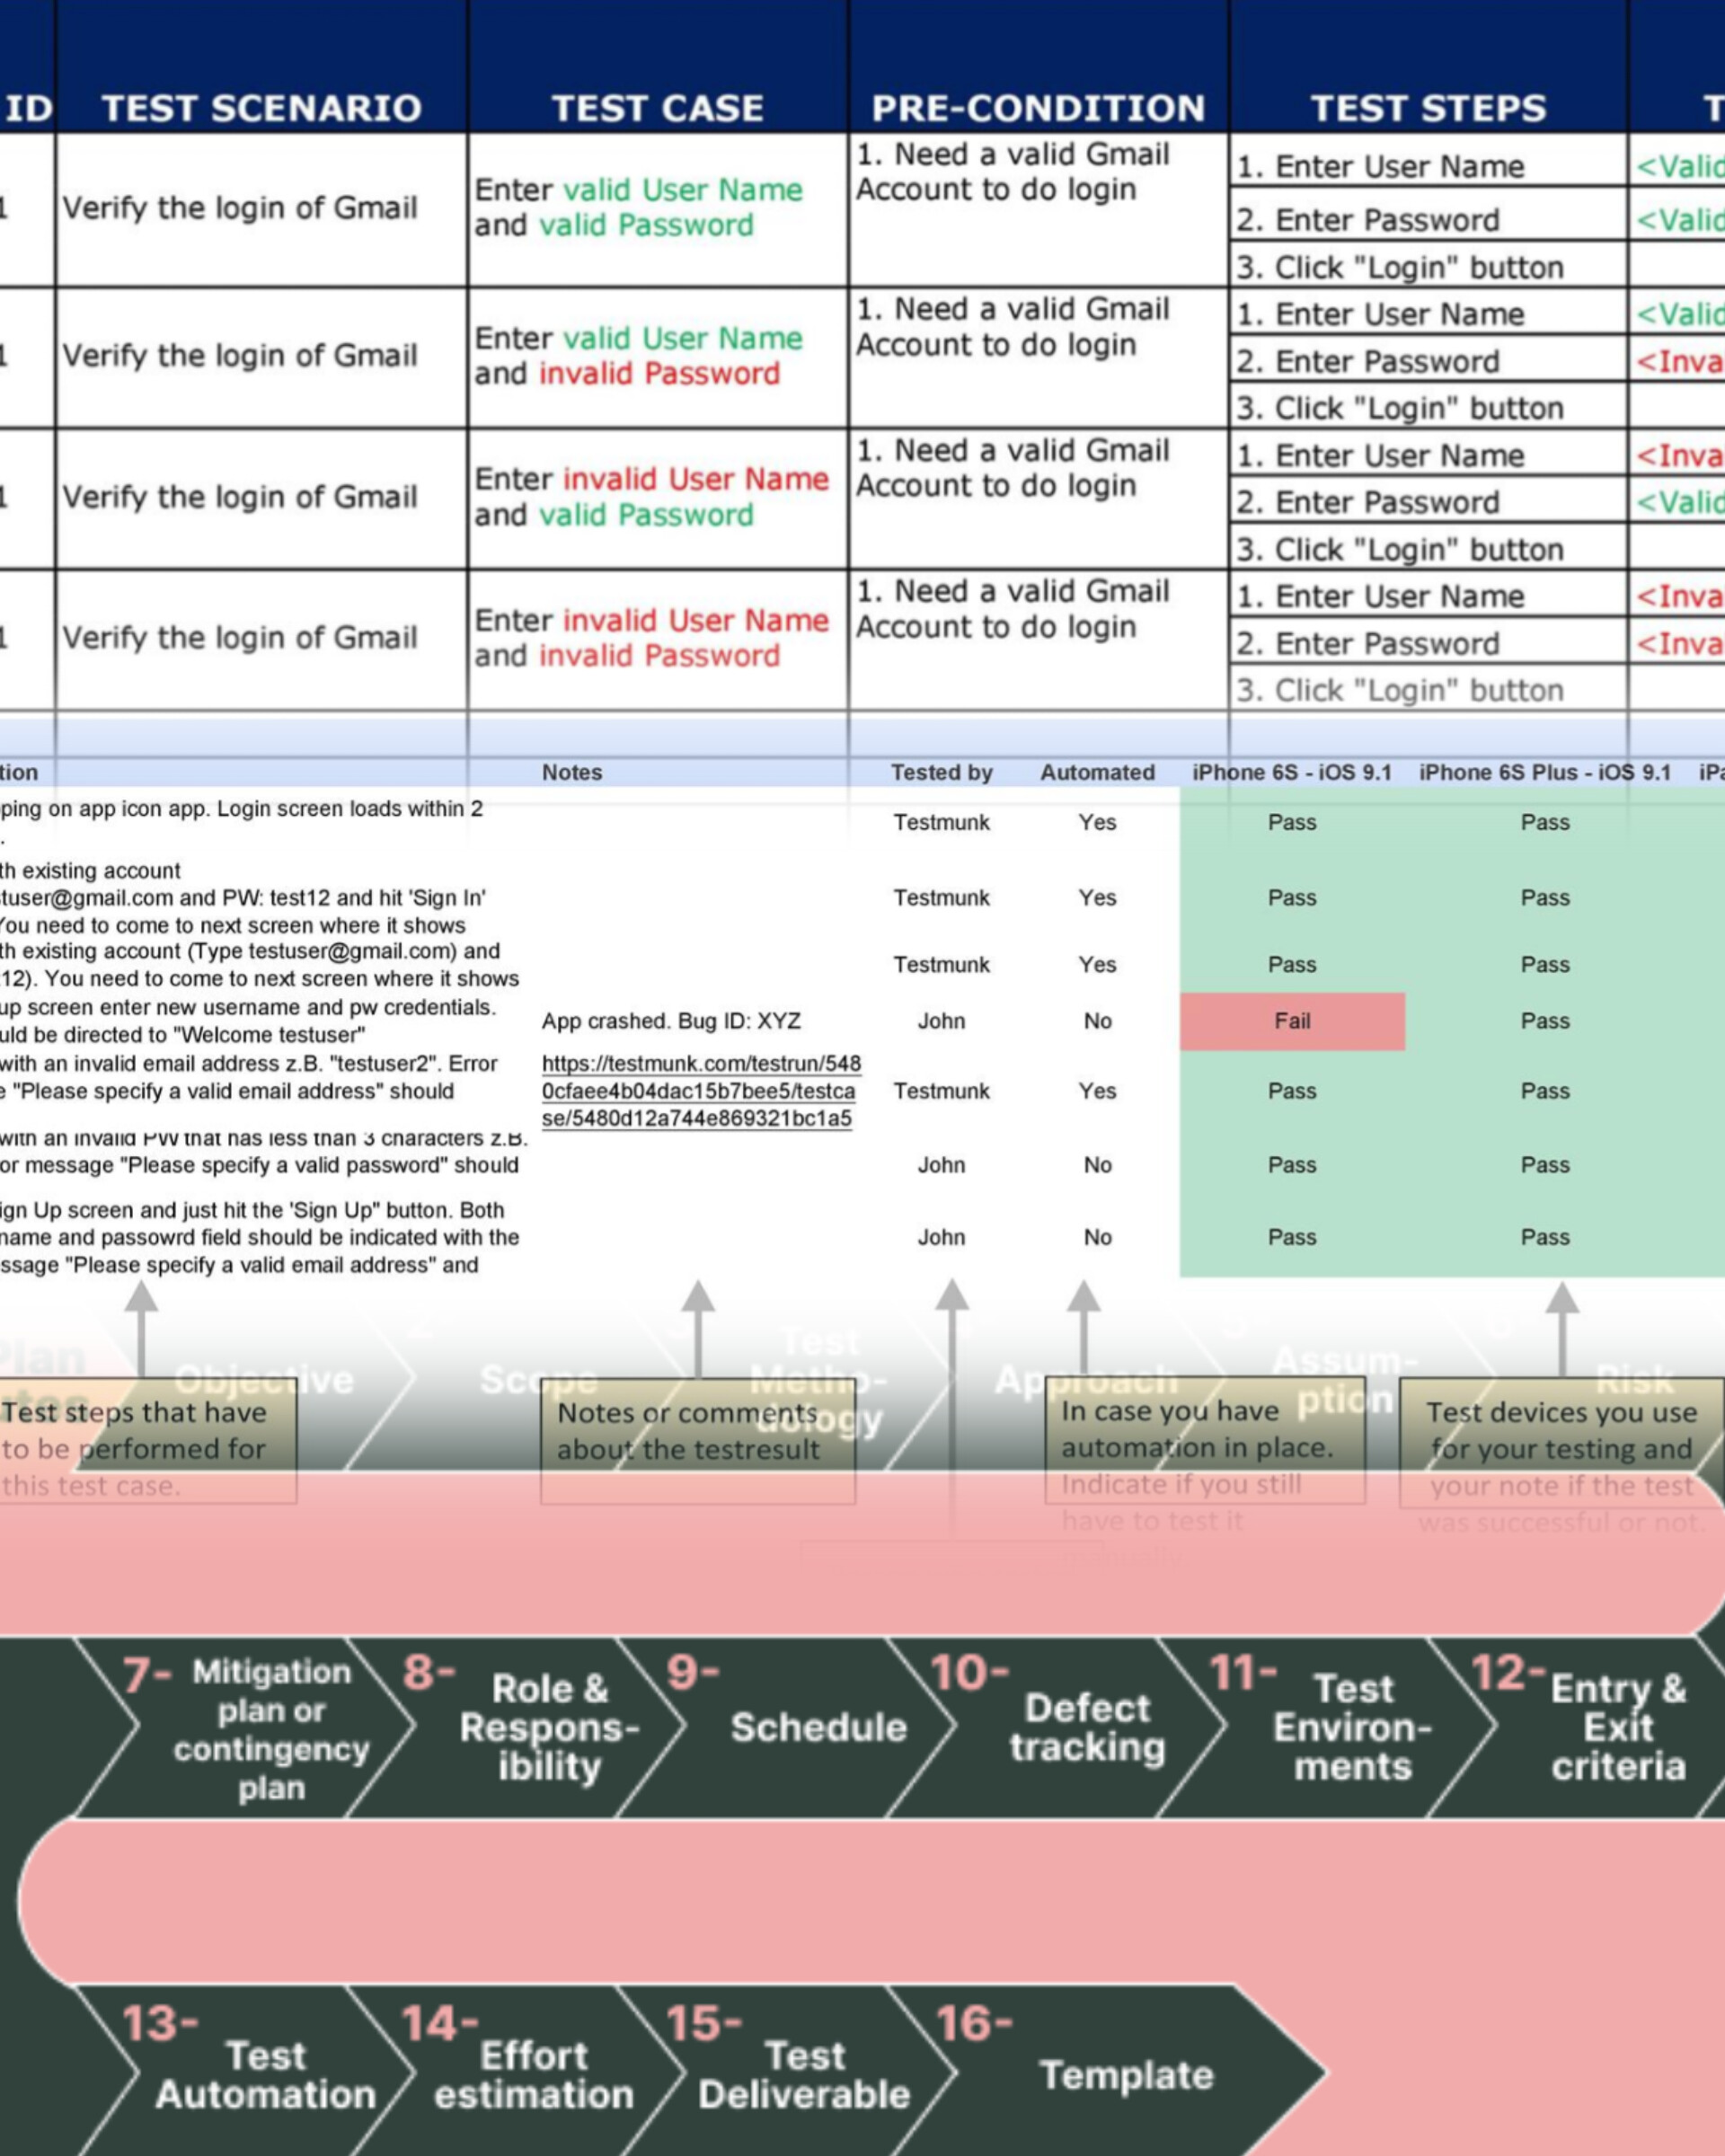 ID TEST SCENARIO TEST CASE PRE-CONDITION TEST STEPS T
1. Need a valid Gmail
Account to do login
1 Verify the login of Gmail
Enter valid User Name
and valid Password
1. Enter User Name <Valid
2. Enter Password <Valid
3. Click "Login" button
1. Need a valid Gmail
Account to do login
1 Verify the login of Gmail
Enter valid User Name
and invalid Password
1. Enter User Name <Valid
2. Enter Password <Inva
3. Click "Login" button
1. Need a valid Gmail
Account to do login
1 Verify the login of Gmail
Enter invalid User Name
and valid Password
1. Enter User Name <Inva
2. Enter Password <Valid
3. Click "Login" button
1. Need a valid Gmail
Account to do login
1 Verify the login of Gmail
Enter invalid User Name
and invalid Password
1. Enter User Name <Inva
2. Enter Password <Inva
3. Click "Login" button
tion Notes Tested by Automated iPhone 6S - iOS 9.1 iPhone 6S Plus - iOS 9.1 iPa
ping on app icon app. Login screen loads within 2
.
Testmunk Yes Pass Pass
th existing account
stuser@gmail.com and PW: test12 and hit 'Sign In'
You need to come to next screen where it shows
Testmunk Yes Pass Pass
th existing account (Type testuser@gmail.com) and
12). You need to come to next screen where it shows
Testmunk Yes Pass Pass
up screen enter new username and pw credentials.
uld be directed to "Welcome testuser"
App crashed. Bug ID: XYZ John No Fail Pass
with an invalid email address z.B. "testuser2". Error
e "Please specify a valid email address" should
https://testmunk.com/testrun/548
0cfaee4b04dac15b7bee5/testca
se/5480d12a744e869321bc1a5
Testmunk Yes Pass Pass
with an invalid PW that has less than 3 characters z.B.
or message "Please specify a valid password" should
John No Pass Pass
ign Up screen and just hit the 'Sign Up" button. Both
name and passowrd field should be indicated with the
ssage "Please specify a valid email address" and
John No Pass Pass
Plan
Objective
Scope
Test
Metho-
dology
Approach
Assum-
ption
Risk
Test steps that have
to be performed for
this test case.
Notes or comments
about the testresult
In case you have
automation in place.
Indicate if you still
have to test it
Test devices you use
for your testing and
your note if the test
was successful or not.
7- Mitigation
plan or
contingency
plan
8- Role &
Respons-
ibility
9- Schedule
10- Defect
tracking
11- Test
Environ-
ments
12- Entry &
Exit
criteria
13- Test
Automation
14- Effort
estimation
15- Test
Deliverable
16- Template